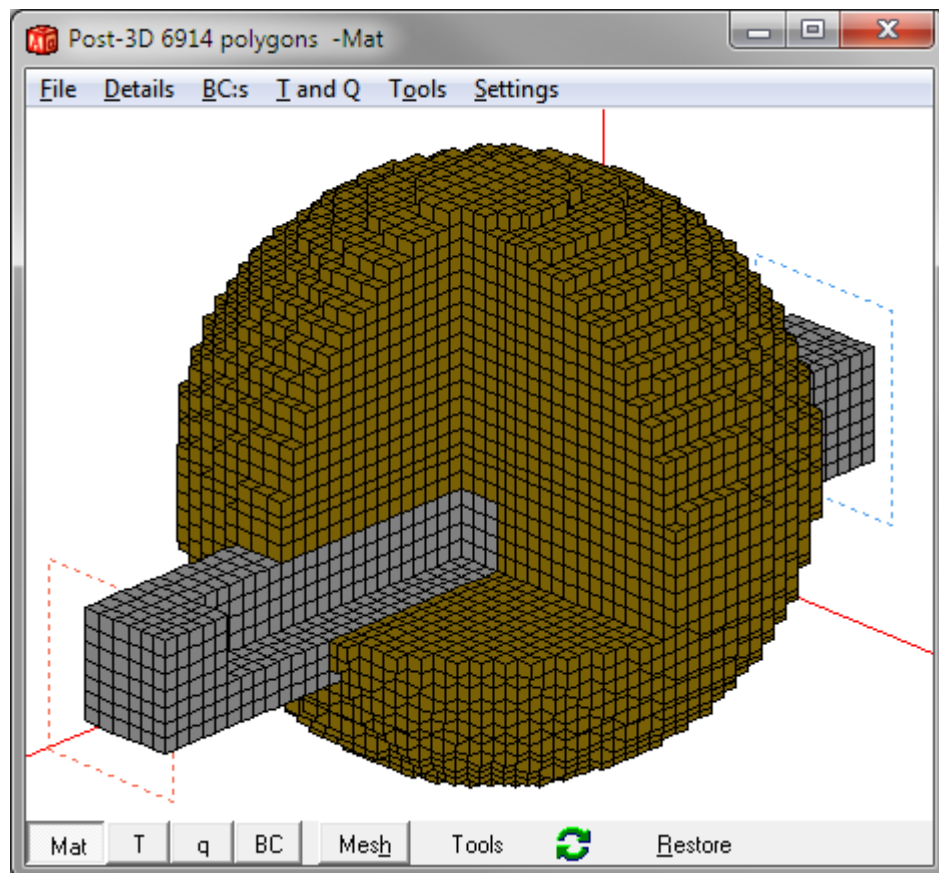 Post-3D 6914 polygons -Mat
File Details BC:s T and Q Tools Settings
Mat T q BC Mesh Tools Restore